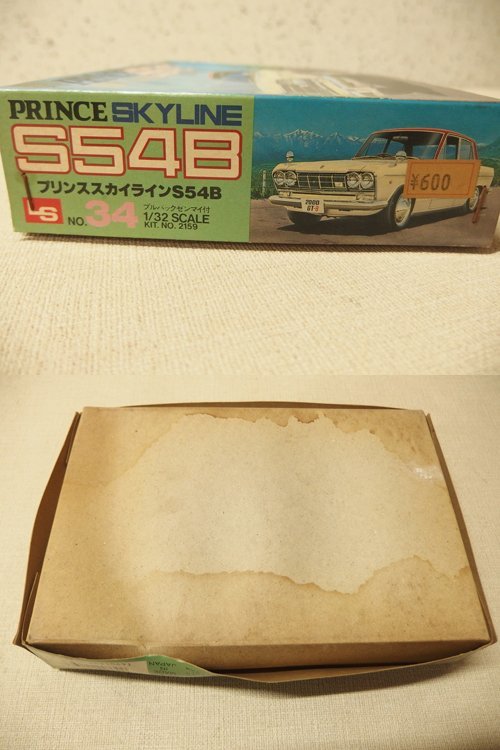 PRINCE SKYLINE
S54B
プリンススカイラインS54B
LS
NO.34
プルバックゼンマイ付
1/32 SCALE
KIT. NO. 2159
2000
GT-B
¥600
JAPAN